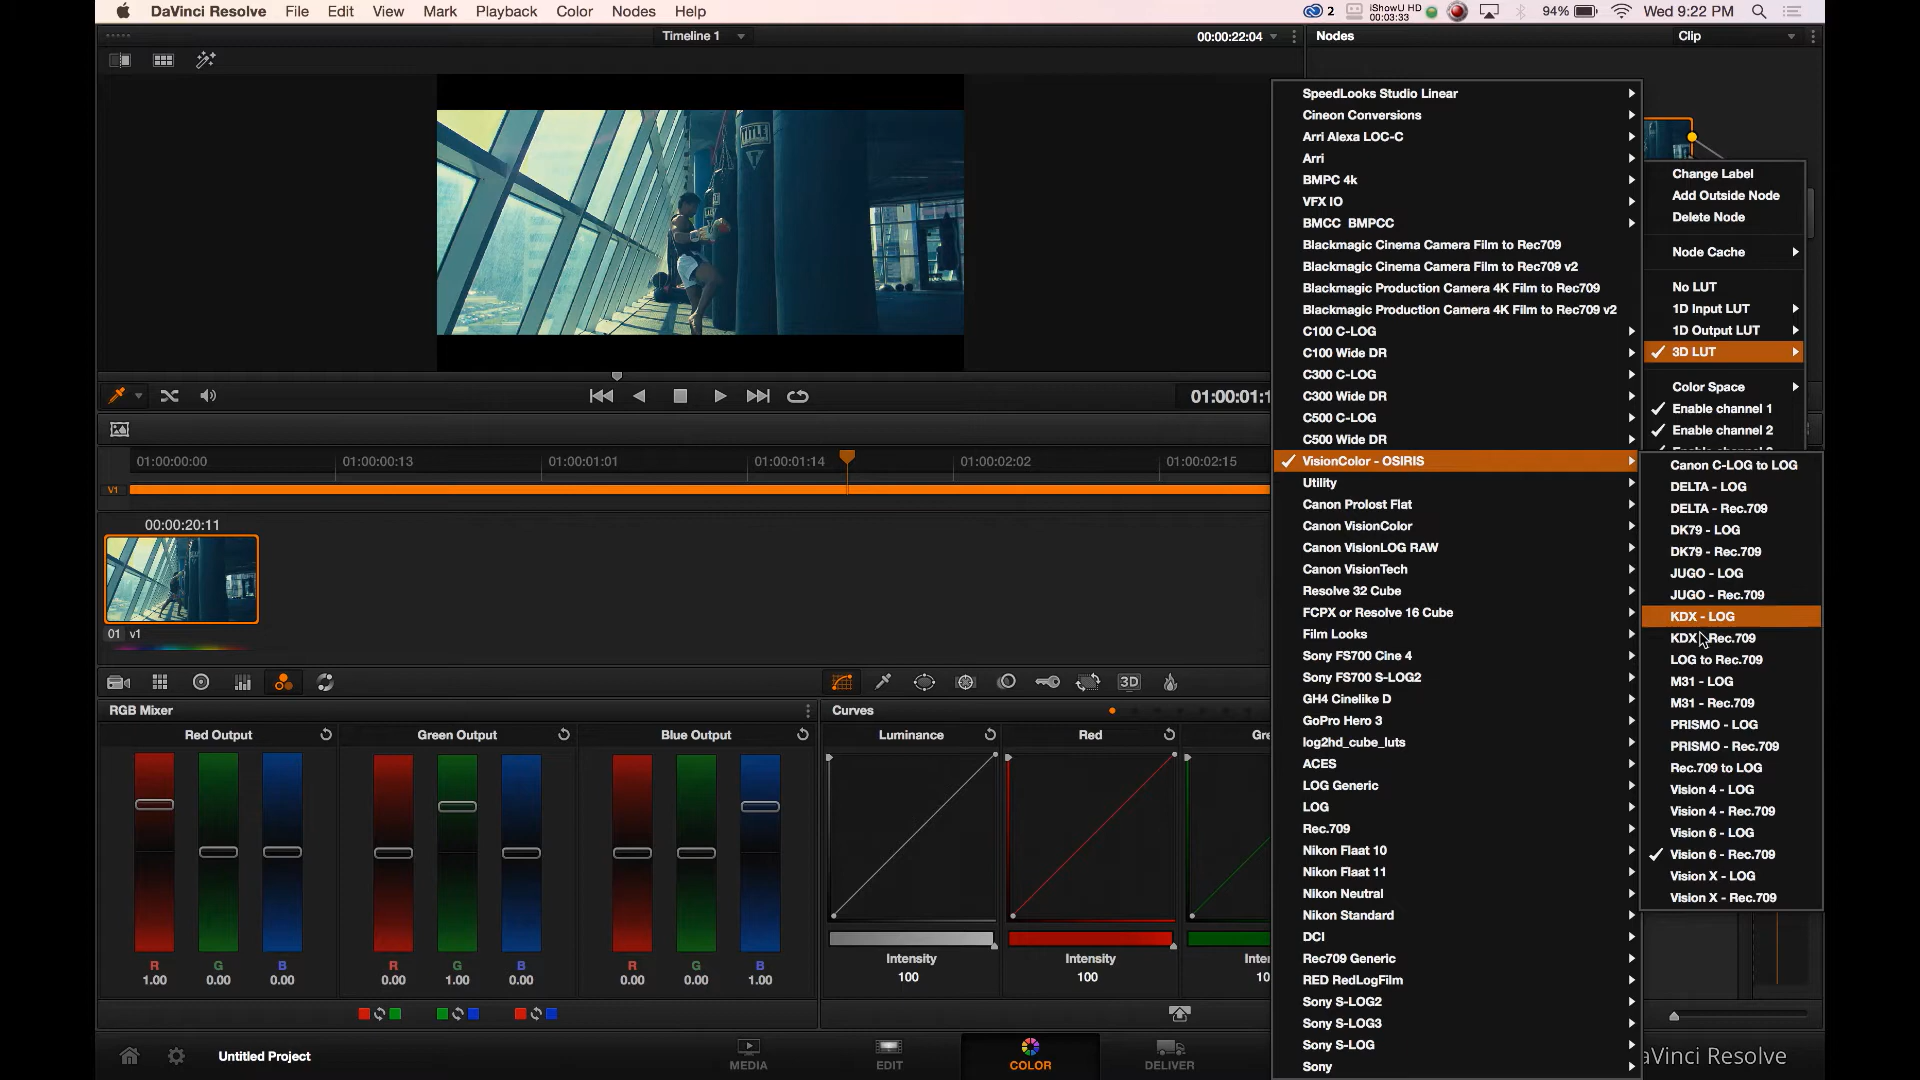 DaVinci Resolve File Edit View Mark Playback Color Nodes Help
2 iShowU HD 00:03:33 94% Wed 9:22 PM
Timeline 1 00:00:22:04 Nodes Clip
TITLE
01:00:01:1
00:00:20:11
01:00:00:00 01:00:00:13 01:00:01:01 01:00:01:14 01:00:02:02 01:00:02:15
V1
01 v1
RGB Mixer
Red Output Green Output Blue Output
R G B R G B R G B
1.00 0.00 0.00 0.00 1.00 0.00 0.00 0.00 1.00
3D
Curves
Luminance Red Gre
Intensity Intensity Inte
100 100 100
Untitled Project
MEDIA EDIT COLOR DELIVER
aVinci Resolve
SpeedLooks Studio Linear
Cineon Conversions
Arri Alexa LOC-C
Arri
BMPC 4k
VFX IO
BMCC BMPCC
Blackmagic Cinema Camera Film to Rec709
Blackmagic Cinema Camera Film to Rec709 v2
Blackmagic Production Camera 4K Film to Rec709
Blackmagic Production Camera 4K Film to Rec709 v2
C100 C-LOG
C100 Wide DR
C300 C-LOG
C300 Wide DR
C500 C-LOG
C500 Wide DR
VisionColor - OSIRIS
Utility
Canon Prolost Flat
Canon VisionColor
Canon VisionLOG RAW
Canon VisionTech
Resolve 32 Cube
FCPX or Resolve 16 Cube
Film Looks
Sony FS700 Cine 4
Sony FS700 S-LOG2
GH4 Cinelike D
GoPro Hero 3
log2hd_cube_luts
ACES
LOG Generic
LOG
Rec.709
Nikon Flaat 10
Nikon Flaat 11
Nikon Neutral
Nikon Standard
DCI
Rec709 Generic
RED RedLogFilm
Sony S-LOG2
Sony S-LOG3
Sony S-LOG
Sony
Change Label
Add Outside Node
Delete Node
Node Cache
No LUT
1D Input LUT
1D Output LUT
3D LUT
Color Space
Enable channel 1
Enable channel 2
Canon C-LOG to LOG
DELTA - LOG
DELTA - Rec.709
DK79 - LOG
DK79 - Rec.709
JUGO - LOG
JUGO - Rec.709
KDX - LOG
KDX - Rec.709
LOG to Rec.709
M31 - LOG
M31 - Rec.709
PRISMO - LOG
PRISMO - Rec.709
Rec.709 to LOG
Vision 4 - LOG
Vision 4 - Rec.709
Vision 6 - LOG
Vision 6 - Rec.709
Vision X - LOG
Vision X - Rec.709